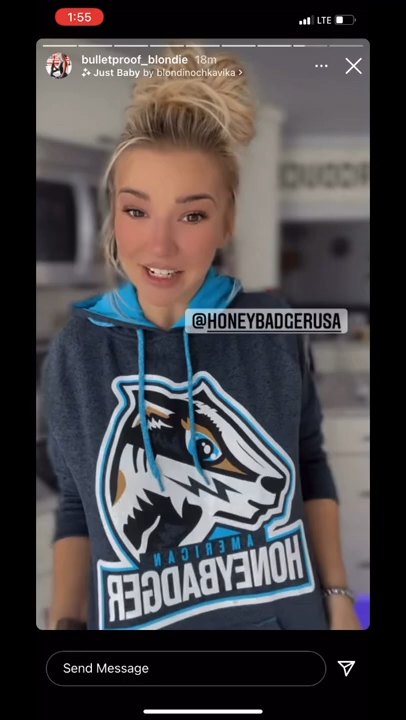 1:55
LTE
bulletproof_blondie 18m
Just Baby by blondinochkavika >
@HONEYBADGERUSA
AMERICAN
HONEYBADGER
Send Message